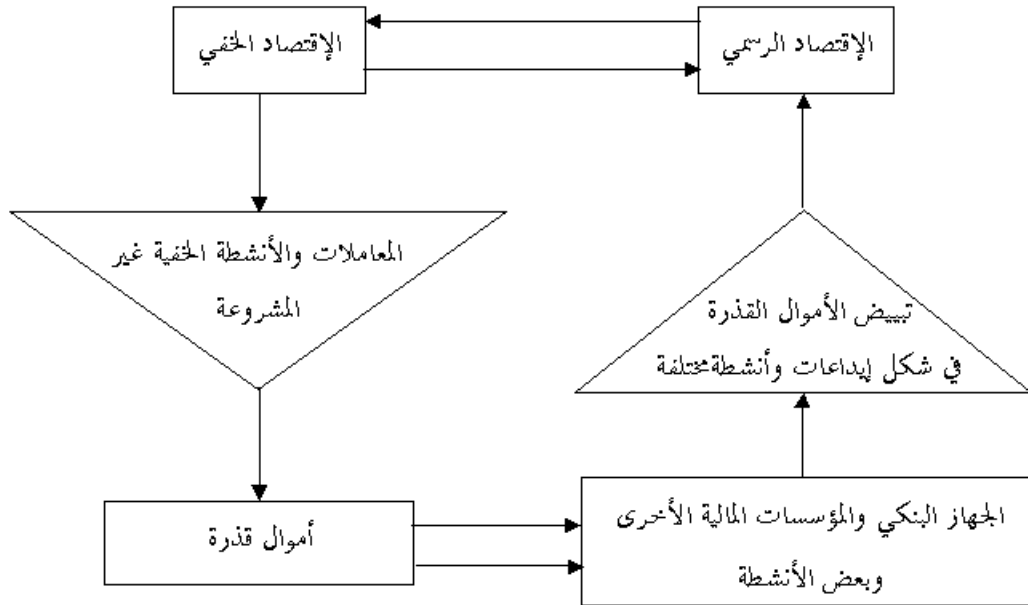 الإقتصاد الرسمي
الإقتصاد الخفي
المعاملات والأنشطة الخفية غير
المشروعة
تبييض الأموال القذرة
في شكل إيداعات وأنشطة مختلفة
الجهاز البنكي والمؤسسات المالية الأخرى
وبعض الأنشطة
أموال قذرة